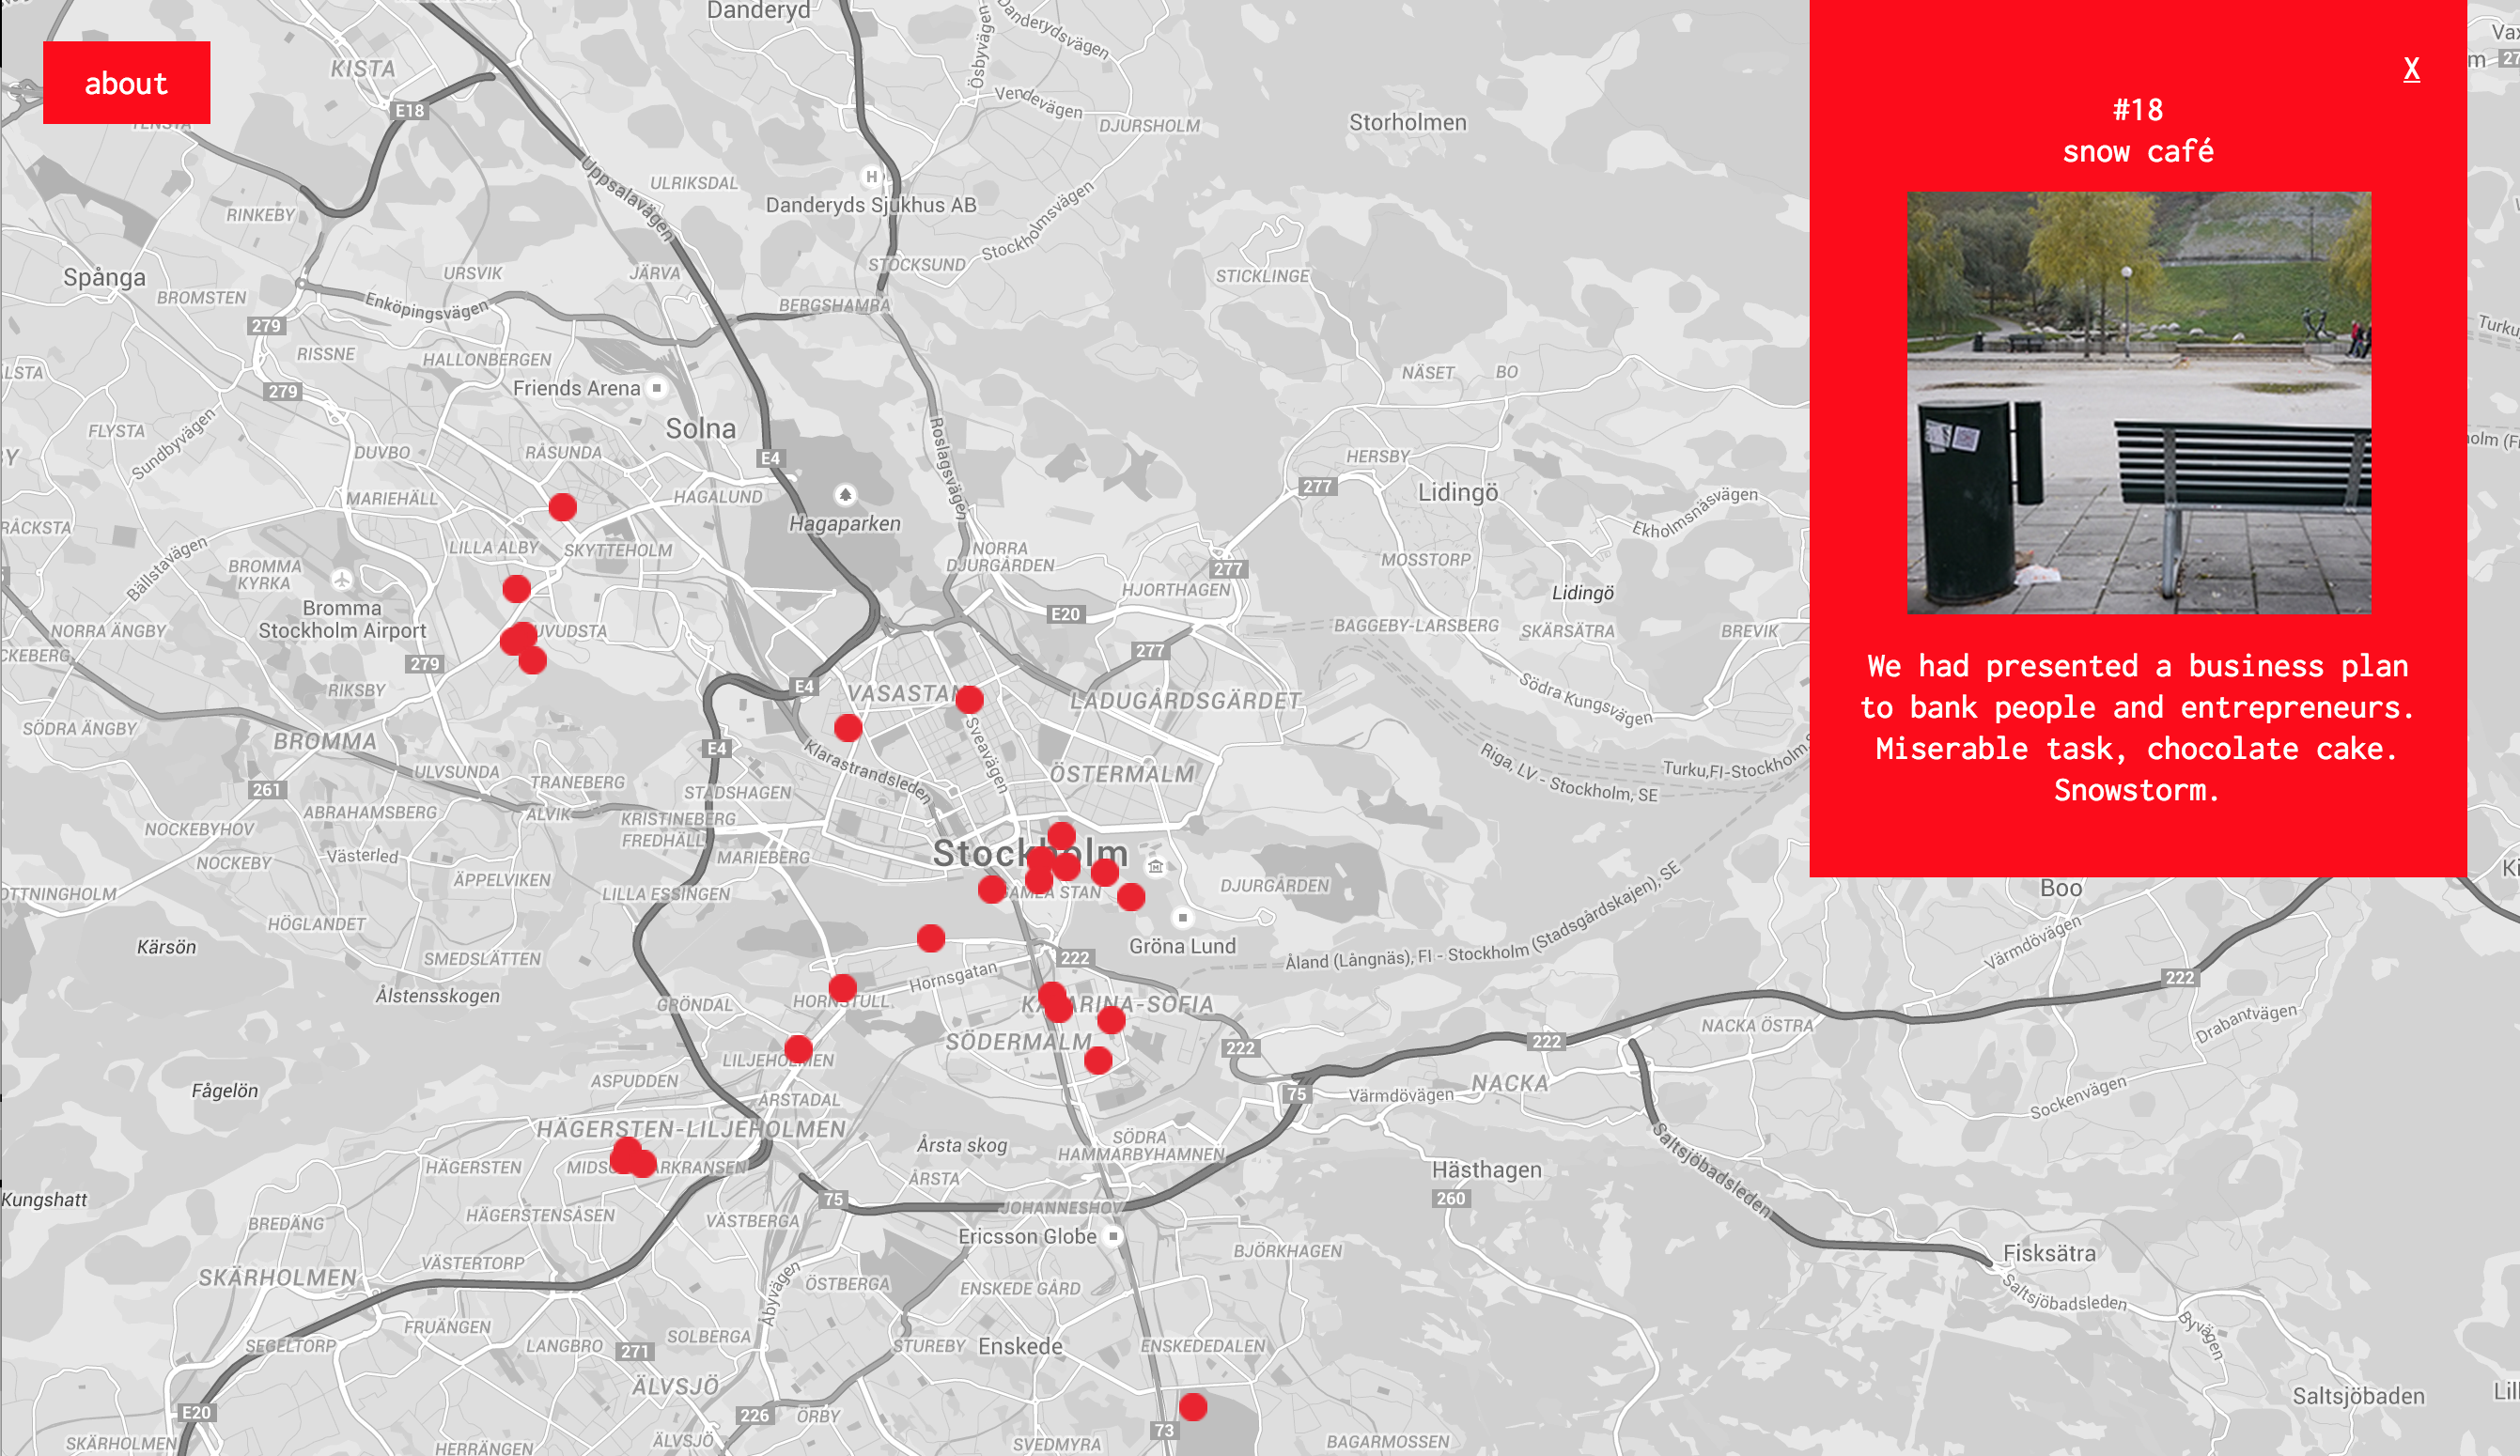 about
X
#18
snow café
We had presented a business plan
to bank people and entrepreneurs.
Miserable task, chocolate cake.
Snowstorm.
Danderyd
KISTA
E18
Ösbyvägen
Danderydsvägen
Vendevägen
DJURSHOLM
Storholmen
TENSTA
Uppsalavägen
ULRIKSDAL
H
Danderyds Sjukhus AB
RINKEBY
Stockholmsvägen
STOCKSUND
Spånga
URSVIK
JÄRVA
STICKLINGE
BROMSTEN
Enköpingsvägen
BERGSHAMRA
279
RISSNE
HALLONBERGEN
NÄSET
BO
279
Friends Arena
Solna
FLYSTA
Sundbyvägen
DUVBO
RÅSUNDA
E4
Roslagsvägen
HERSBY
277
Lidingö
MARIEHÄLL
HAGALUND
Ekholmsnäsvägen
Hagaparken
Bällstavägen
LILLA ALBY
SKYTTEHOLM
NORRA
DJURGÅRDEN
MOSSTORP
BROMMA
KYRKA
277
HJORTHAGEN
Lidingö
Bromma
Stockholm Airport
E20
NORRA ÄNGBY
BAGGEBY-LARSBERG
SKÄRSÄTRA
BREVIK
279
277
RIKSBY
E4
VASASTAN
LADUGÅRDSGÄRDET
Södra Kungsvägen
SÖDRA ÄNGBY
BROMMA
E4
Sveavägen
Klarastrandsleden
ÖSTERMALM
Riga, LV - Stockholm, SE
Turku,FI-Stockholm,
ULVSUNDA
TRANEBERG
261
STADSHAGEN
ABRAHAMSBERG
ALVIK
KRISTINEBERG
NOCKEBYHOV
FREDHÄLL
Stockholm
NOCKEBY
Västerled
MARIEBERG
ÄPPELVIKEN
LILLA ESSINGEN
GAMLA STAN
DJURGÅRDEN
Boo
HÖGLANDET
Kärsön
SMEDSLÄTTEN
Gröna Lund
Åland (Långnäs), FI - Stockholm (Stadsgårdskajen), SE
Värmdövägen
222
222
Ålstensskogen
Hornsgatan
GRÖNDAL
HORNSTULL
KATARINA-SOFIA
NACKA ÖSTRA
Drabantvägen
SÖDERMALM
222
222
LILJEHOLMEN
Fågelön
ASPUDDEN
75
Värmdövägen
NACKA
Sockenvägen
ÅRSTADAL
HÄGERSTEN-LILJEHOLMEN
Årsta skog
SÖDRA
HAMMARBYHAMNEN
Saltsjöbadsleden
HÄGERSTEN
MIDSOMMARKRANSEN
ÅRSTA
Hästhagen
260
Kungshatt
75
JOHANNESHOV
BREDÄNG
HÄGERSTENSÅSEN
VÄSTBERGA
Ericsson Globe
BJÖRKHAGEN
Fisksätra
VÄSTERTORP
SKÄRHOLMEN
Åbyvägen
ÖSTBERGA
ENSKEDE GÅRD
Saltsjöbadsleden
Byvägen
FRUÄNGEN
SEGELTORP
LANGBRO
271
SOLBERGA
STUREBY
Enskede
ENSKEDEDALEN
ÄLVSJÖ
Saltsjöbaden
E20
226
ÖRBY
73
SKÄRHOLMEN
HERRÄNGEN
ÄLVSJÖ
SVEDMYRA
BAGARMOSSEN